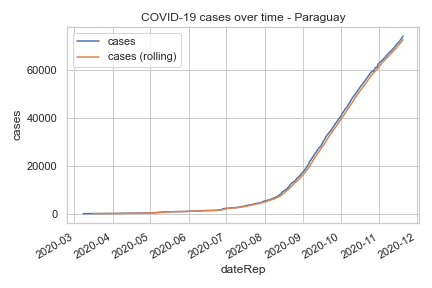 COVID-19 cases over time - Paraguay
cases
cases (rolling)
cases
60000
40000
20000
0
2020-03
2020-04
2020-05
2020-06
2020-07
2020-08
2020-09
2020-10
2020-11
2020-12
dateRep